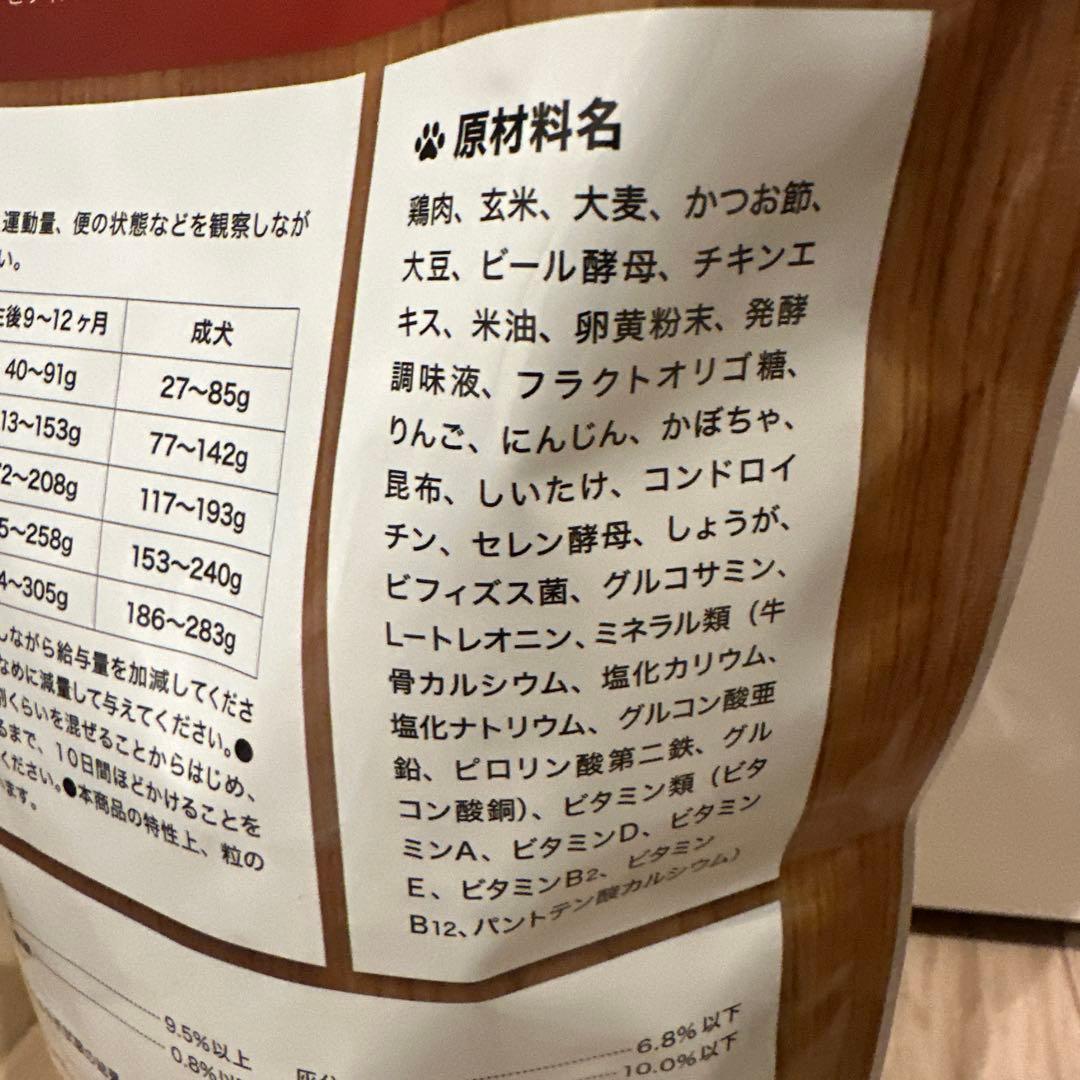 運動量、便の状態などを観察しなが
い。
後9〜12ヶ月 成犬
40〜91g 27〜85g
13〜153g 77〜142g
2〜208g 117〜193g
5〜258g 153〜240g
4〜305g 186〜283g
しながら給与量を加減してくださ
なめに減量して与えてください。●
割くらいを混ぜることからはじめ、
るまで、10日間ほどかけることを
ください。●本商品の特性上、粒の
ます。
原材料名
鶏肉、玄米、大麦、かつお節、
大豆、ビール酵母、チキンエ
キス、米油、卵黄粉末、発酵
調味液、フラクトオリゴ糖、
りんご、にんじん、かぼちゃ、
昆布、しいたけ、コンドロイ
チン、セレン酵母、しょうが、
ビフィズス菌、グルコサミン、
L-トレオニン、ミネラル類（牛
骨カルシウム、塩化カリウム、
塩化ナトリウム、グルコン酸亜
鉛、ピロリン酸第二鉄、グル
コン酸銅）、ビタミン類（ビタ
ミンA、ビタミンD、ビタミン
E、ビタミンB2、ビタミン
B12、パントテン酸カルシウム）
9.5%以上
0.8%以
灰分
6.8%以下
10.0%以下